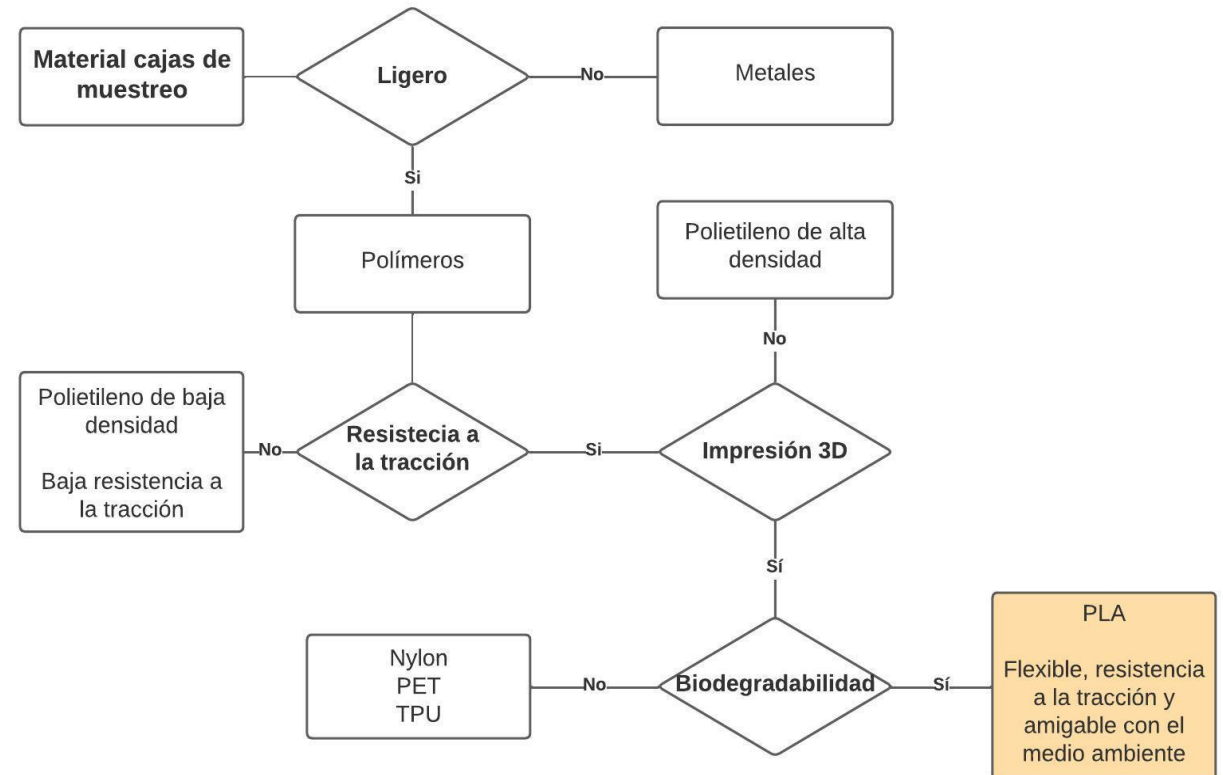 Material cajas de
muestreo
Ligero
No
Metales
Si
Polímeros
Polietileno de alta
densidad
No
Polietileno de baja
densidad
Baja resistencia a
la tracción
No
Resistecia a
la tracción
Si
Impresión 3D
Sí
Nylon
PET
TPU
No
Biodegradabilidad
Sí
PLA
Flexible, resistencia
a la tracción y
amigable con el
medio ambiente